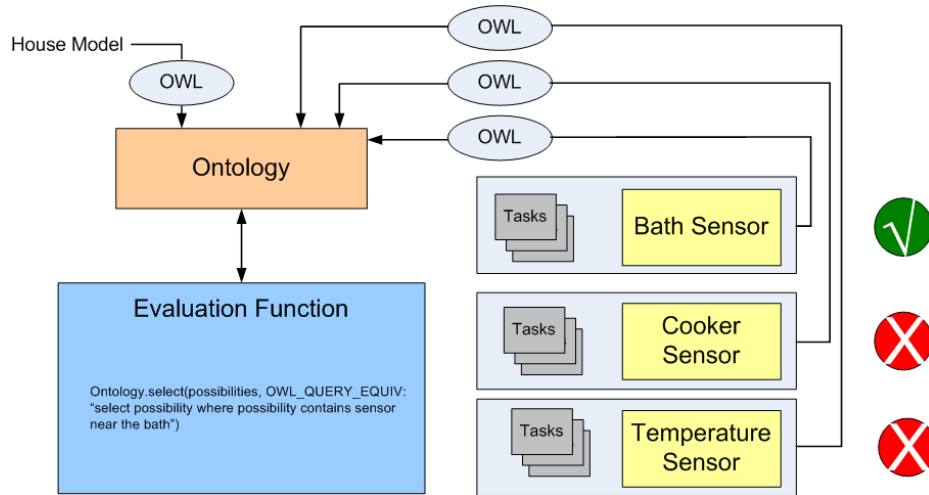 House Model
OWL
OWL
OWL
OWL
Ontology
Tasks
Bath Sensor
Evaluation Function
Tasks
Cooker
Sensor
Ontology.select(possibilities, OWL_QUERY_EQUIV:
“select possibility where possibility contains sensor
near the bath”)
Tasks
Temperature
Sensor